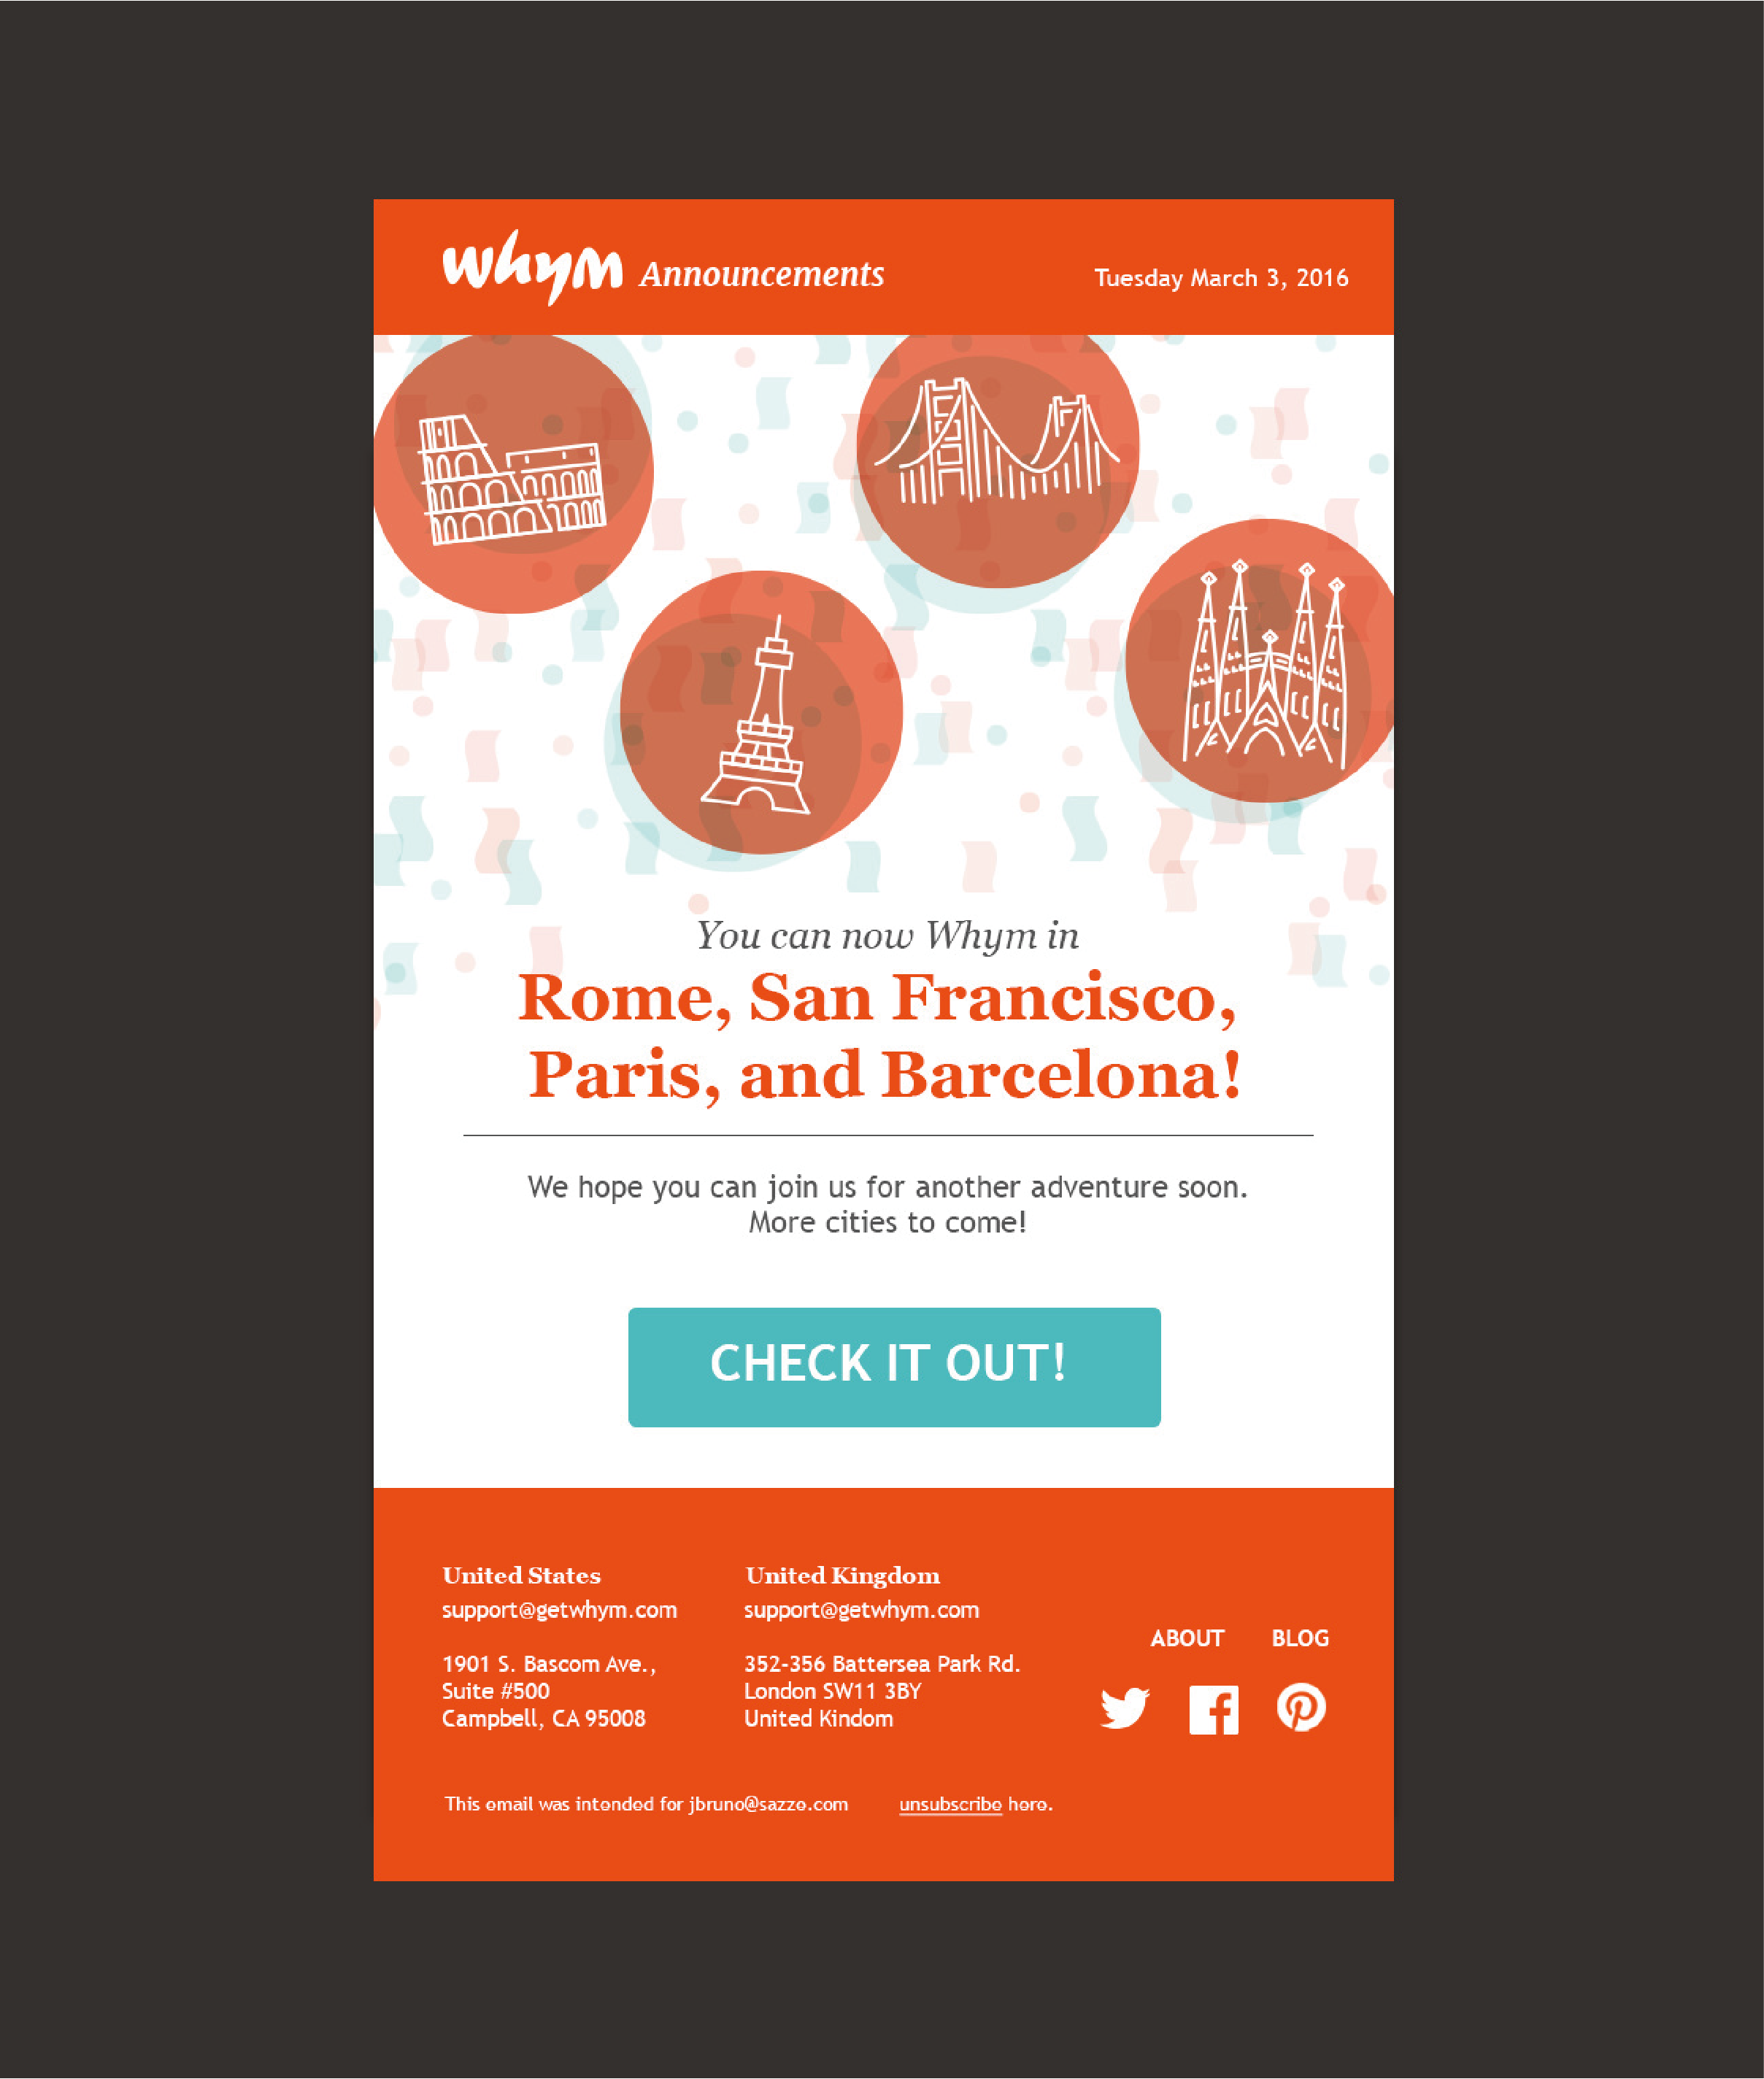 whym Announcements
Tuesday March 3, 2016
You can now Whym in
Rome, San Francisco,
Paris, and Barcelona!
We hope you can join us for another adventure soon.
More cities to come!
CHECK IT OUT!
United States
support@getwhym.com
1901 S. Bascom Ave.,
Suite #500
Campbell, CA 95008
United Kingdom
support@getwhym.com
352-356 Battersea Park Rd.
London SW11 3BY
United Kindom
ABOUT BLOG
This email was intended for jbruno@sazze.com unsubscribe here.